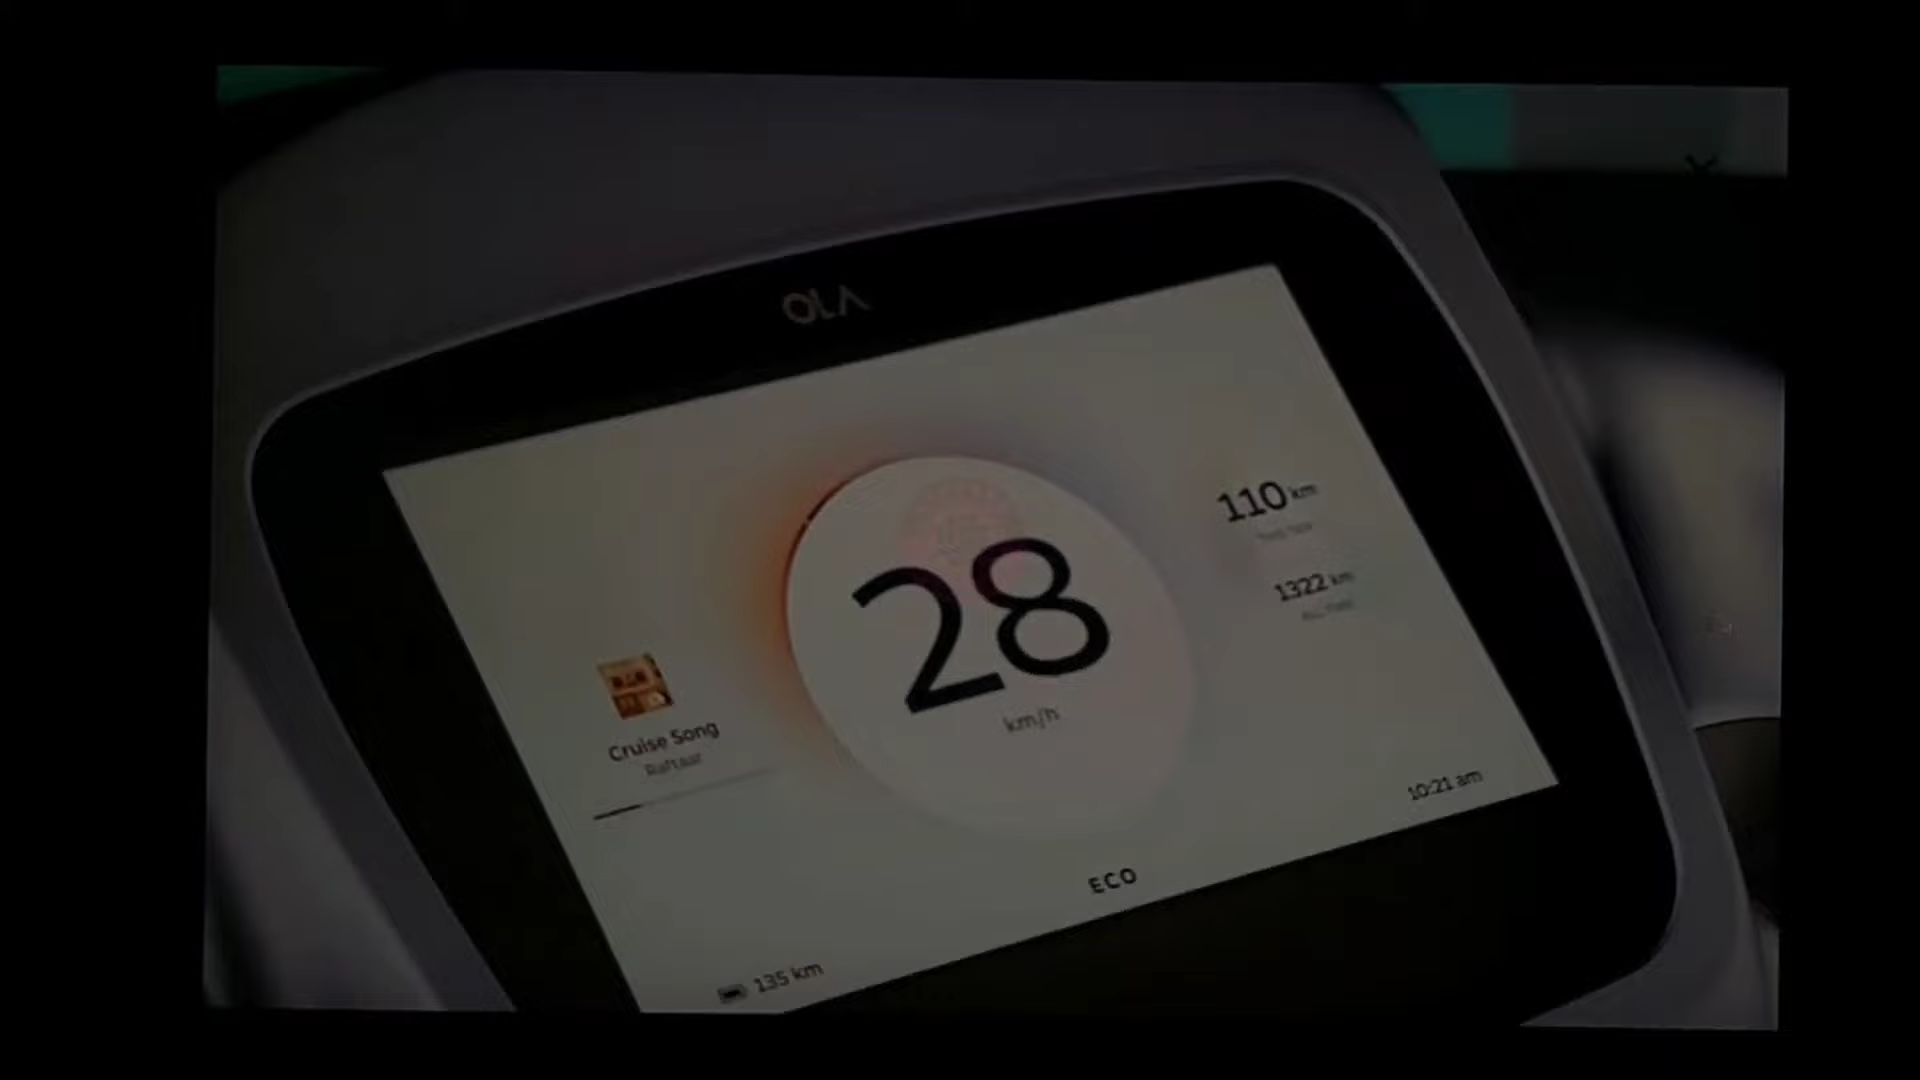 OLA
110 km
28
1322 km
km/h
Cruise Song
Raftaar
10:21 am
ECO
135 km